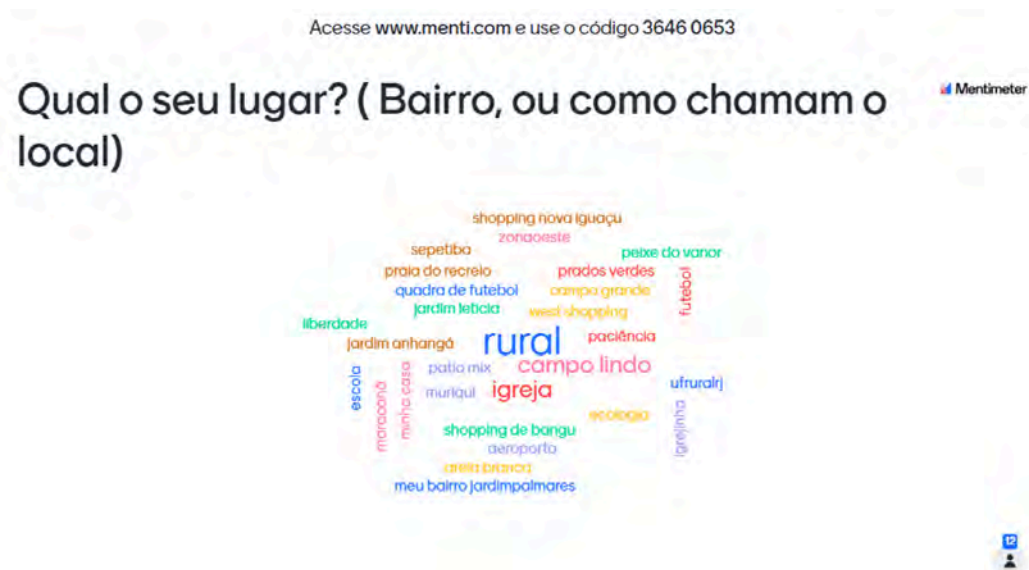 Acesse www.menti.com e use o código 3646 0653
Qual o seu lugar? ( Bairro, ou como chamam o
local)
Mentimeter
shopping nova iguaçu
zonaoeste
sepetiba
peixe do vanor
praia do recreio
prados verdes
futebol
quadra de futebol
campo grande
jardim leticia
west shopping
liberdade
rural
paciência
jardim anhangá
patio mix
campo lindo
escola
maracanã
minha casa
muriqui
igreja
ufruralrj
ecologia
igrejinha
shopping de bangu
aeroporto
areia branca
meu bairro jardimpalmares
12